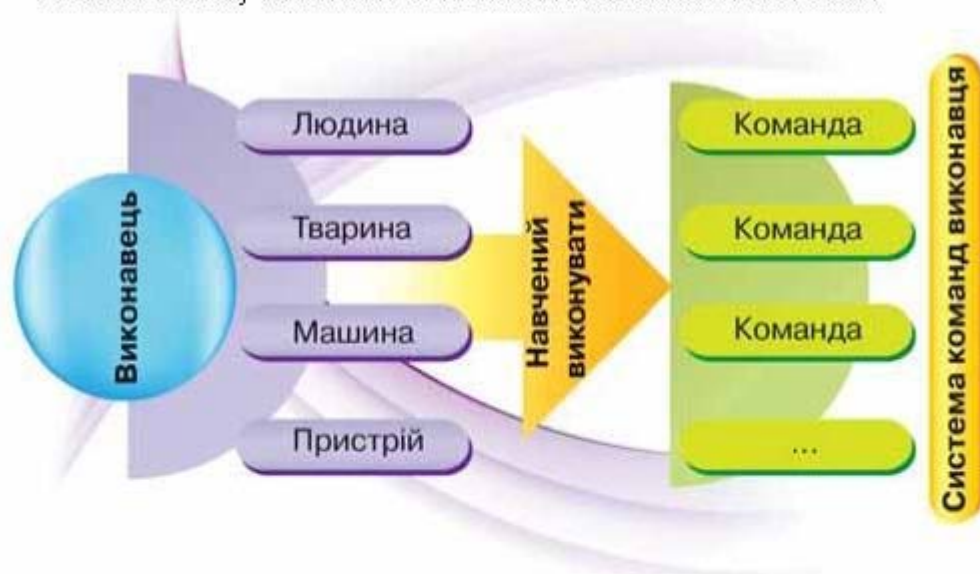 Виконавець
Людина
Тварина
Машина
Пристрій
Навчений
виконувати
Команда
Команда
Команда
...
Система команд виконавця